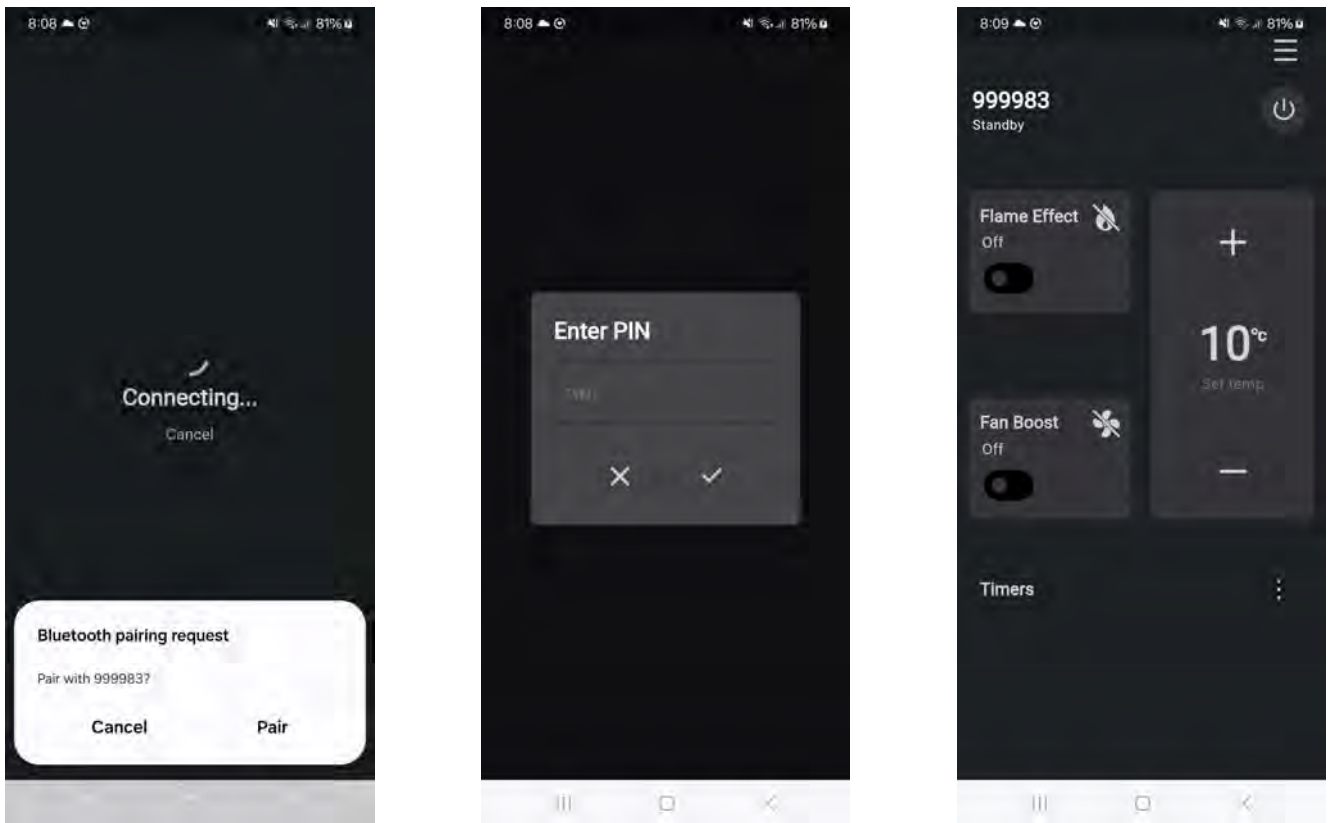 8:08
81%
Connecting...
Cancel
Bluetooth pairing request
Pair with 999983?
Cancel Pair
8:08
81%
Enter PIN
8:09
81%
999983
Standby
Flame Effect
Off
10°C
Set temp
Fan Boost
Off
Timers